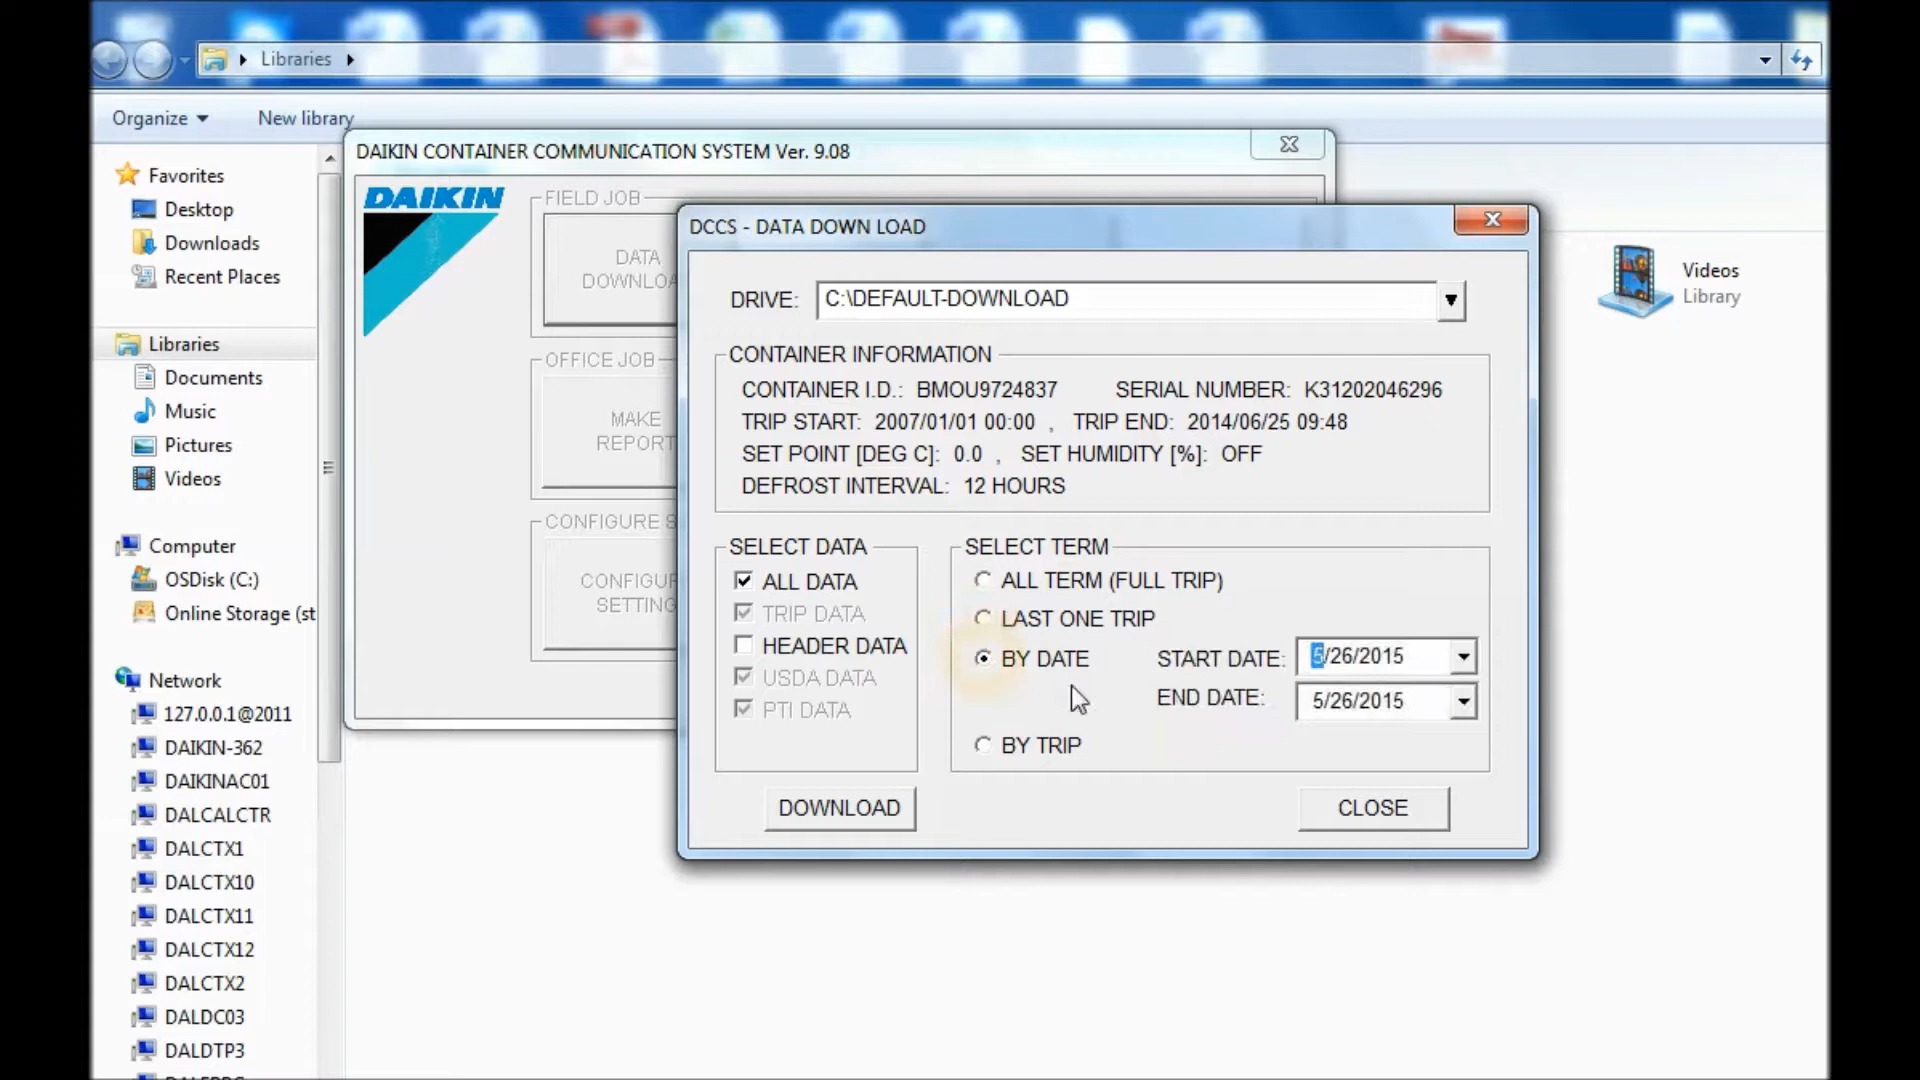 Libraries
Organize
New library
Favorites
Desktop
Downloads
Recent Places
Libraries
Documents
Music
Pictures
Videos
Computer
OSDisk (C:)
Online Storage (st
Network
127.0.0.1@2011
DAIKIN-362
DAIKINAC01
DALCALCTR
DALCTX1
DALCTX10
DALCTX11
DALCTX12
DALCTX2
DALDC03
DALDTP3
DAIKIN CONTAINER COMMUNICATION SYSTEM Ver. 9.08
DAIKIN
FIELD JOB
DATA
DOWNLOA
OFFICE JOB
MAKE
REPORT
CONFIGURE S
CONFIGUR
SETTING
DCCS - DATA DOWN LOAD
DRIVE: C:\DEFAULT-DOWNLOAD
CONTAINER INFORMATION
CONTAINER I.D.: BMOU9724837 SERIAL NUMBER: K31202046296
TRIP START: 2007/01/01 00:00 , TRIP END: 2014/06/25 09:48
SET POINT [DEG C]: 0.0 , SET HUMIDITY [%]: OFF
DEFROST INTERVAL: 12 HOURS
SELECT DATA
ALL DATA
TRIP DATA
HEADER DATA
USDA DATA
PTI DATA
SELECT TERM
ALL TERM (FULL TRIP)
LAST ONE TRIP
BY DATE START DATE: 5/26/2015
END DATE: 5/26/2015
BY TRIP
DOWNLOAD
CLOSE
Videos
Library